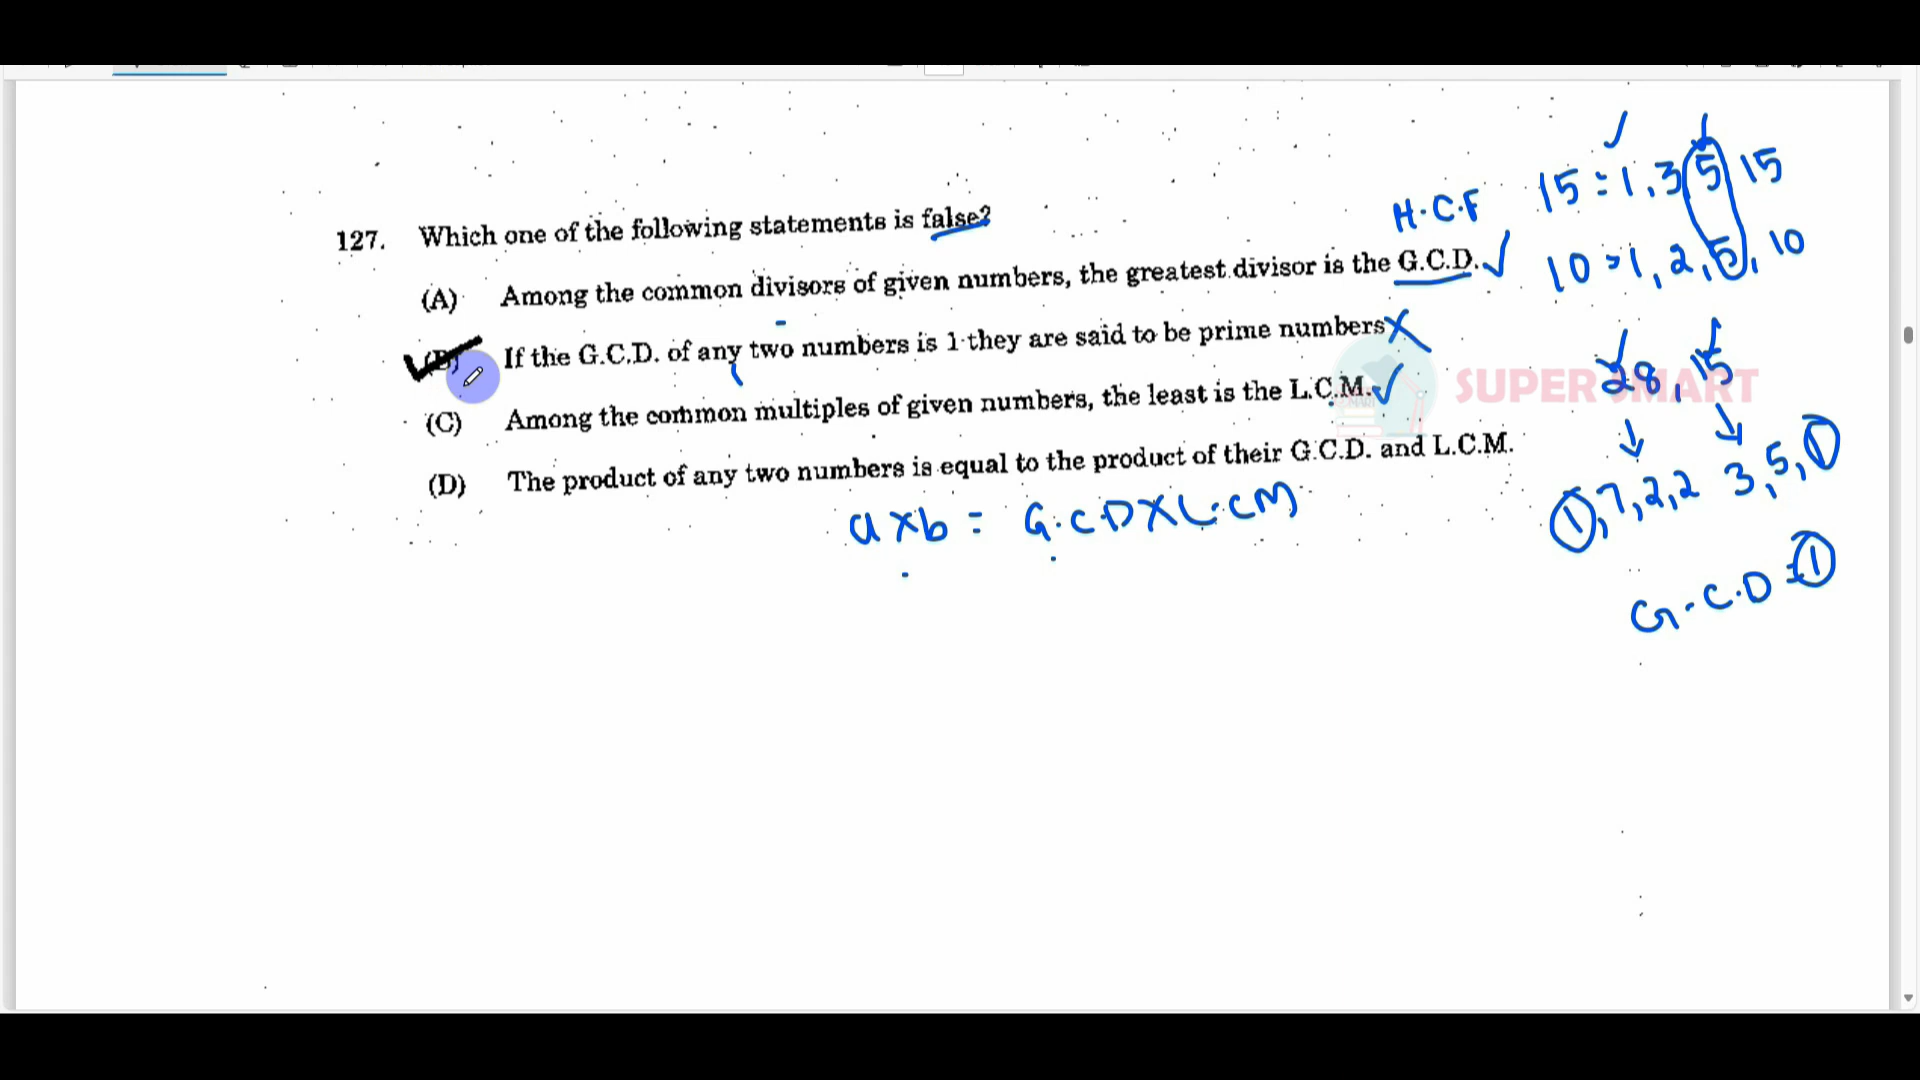 127. Which one of the following statements is false?
(A) Among the common divisors of given numbers, the greatest divisor is the G.C.D.
(B) If the G.C.D. of any two numbers is 1 they are said to be prime numbers
(C) Among the common multiples of given numbers, the least is the L.C.M.
(D) The product of any two numbers is equal to the product of their G.C.D. and L.C.M.
a×b = G.C.D×L.CM
H.C.F
15 = 1, 3 5, 15
10 = 1, 2, 5, 10
28, 15
1, 7, 2, 2 3, 5, 1
G.C.D = 1
SUPER SMART